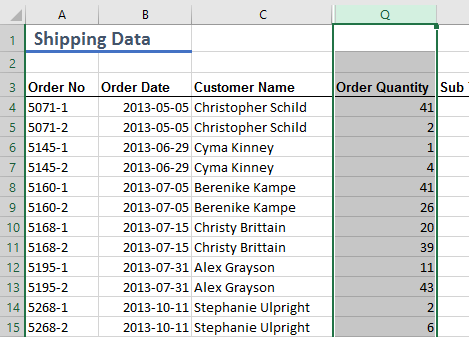 A B C Q
1 Shipping Data
2
3 Order No Order Date Customer Name Order Quantity Sub
4 5071-1 2013-05-05 Christopher Schild 41
5 5071-2 2013-05-05 Christopher Schild 2
6 5145-1 2013-06-29 Cyma Kinney 1
7 5145-2 2013-06-29 Cyma Kinney 4
8 5160-1 2013-07-05 Berenike Kampe 41
9 5160-2 2013-07-05 Berenike Kampe 26
10 5168-1 2013-07-15 Christy Brittain 20
11 5168-2 2013-07-15 Christy Brittain 39
12 5195-1 2013-07-31 Alex Grayson 11
13 5195-2 2013-07-31 Alex Grayson 43
14 5268-1 2013-10-11 Stephanie Ulpright 2
15 5268-2 2013-10-11 Stephanie Ulpright 6